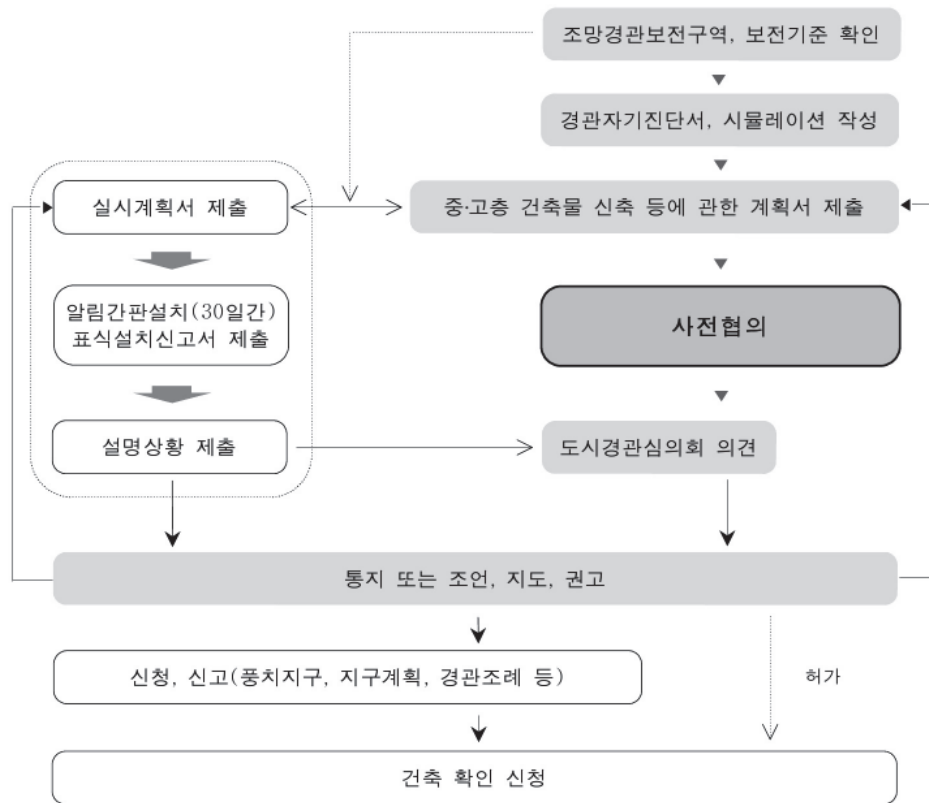 조망경관보전구역, 보전기준 확인
경관자기진단서, 시뮬레이션 작성
실시계획서 제출
중·고층 건축물 신축 등에 관한 계획서 제출
알림간판설치(30일간)
표식설치신고서 제출
사전협의
설명상황 제출
도시경관심의회 의견
통지 또는 조언, 지도, 권고
신청, 신고(풍치지구, 지구계획, 경관조례 등)
허가
건축 확인 신청